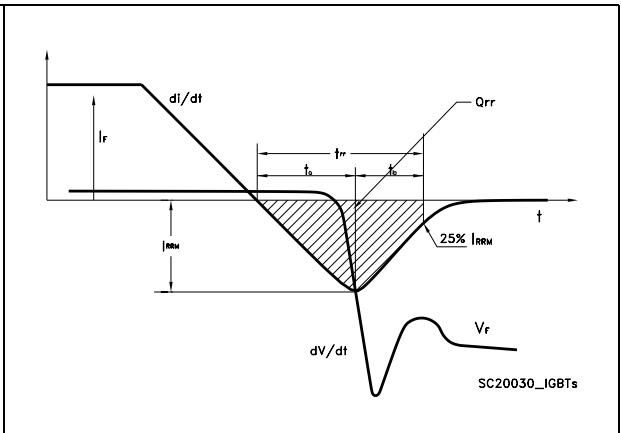 di/dt
Qrr
IF
trr
ta
tb
t
IRRM
25% IRRM
dV/dt
VF
SC20030_IGBTs